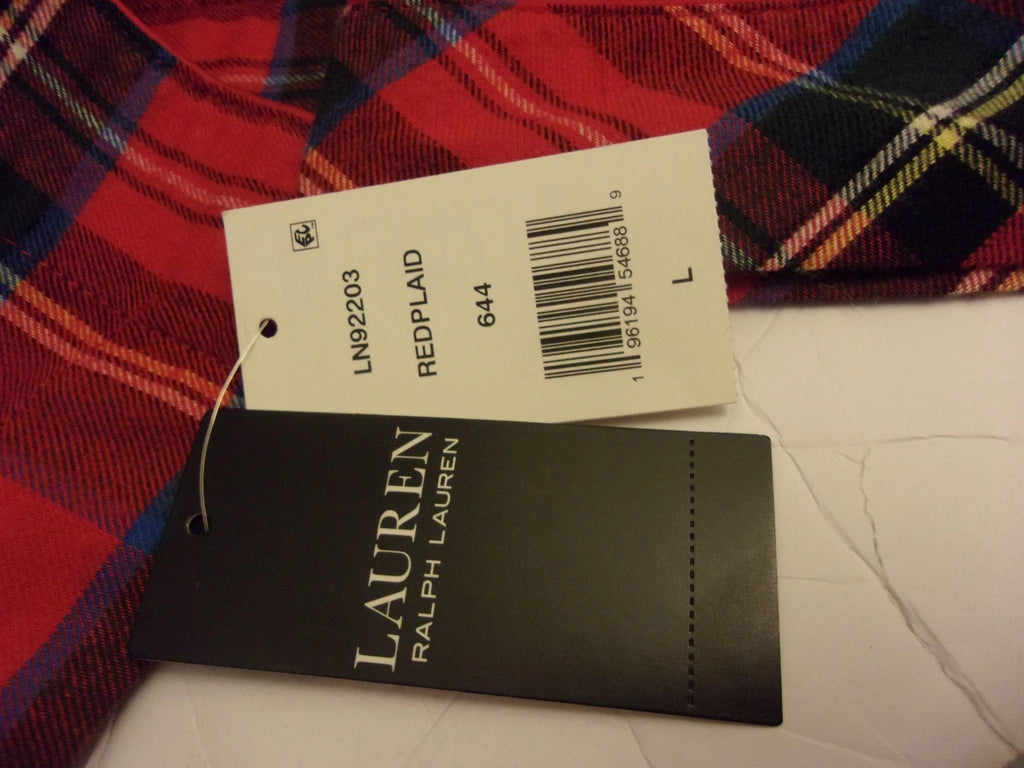 LN92203
REDPLAID
644
1 96194 54688 9
L
LAUREN
RALPH LAUREN